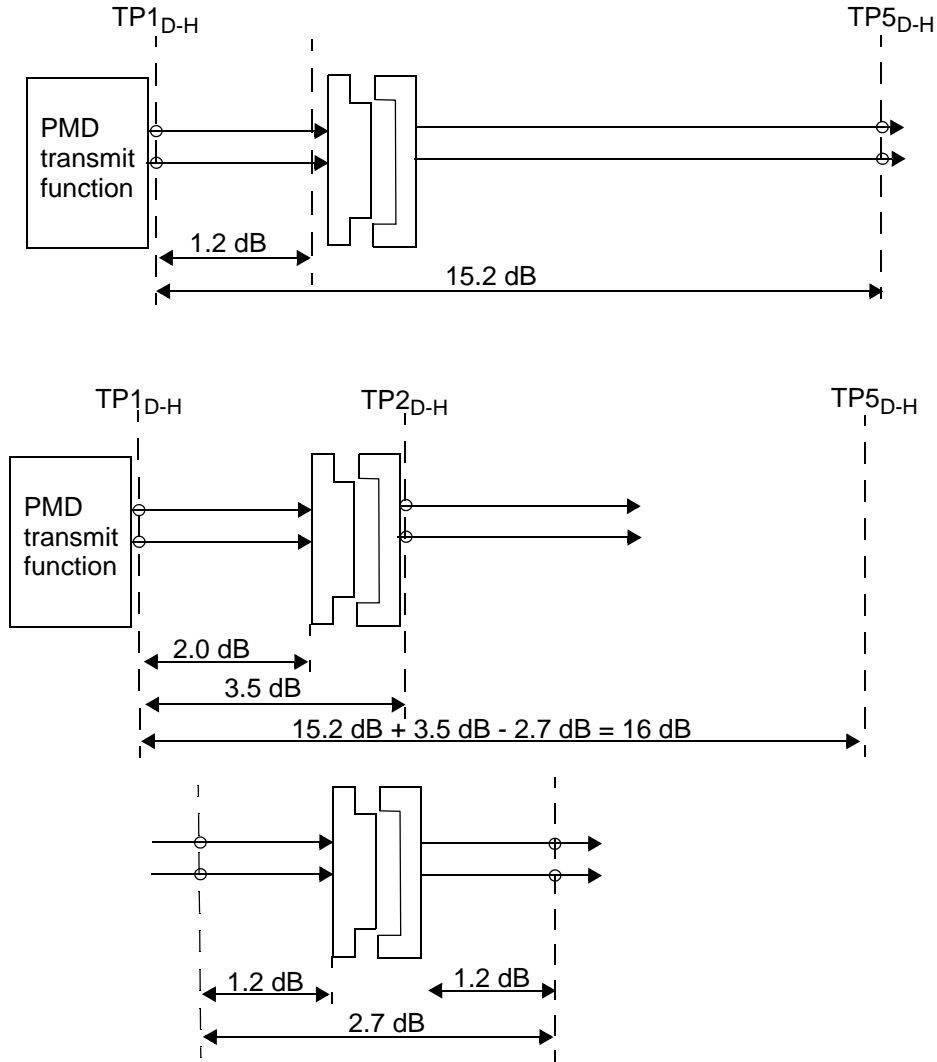 TP1D-H
TP5D-H
PMD
transmit
function
1.2 dB
15.2 dB
TP1D-H
TP2D-H
TP5D-H
PMD
transmit
function
2.0 dB
3.5 dB
15.2 dB + 3.5 dB - 2.7 dB = 16 dB
1.2 dB
1.2 dB
2.7 dB